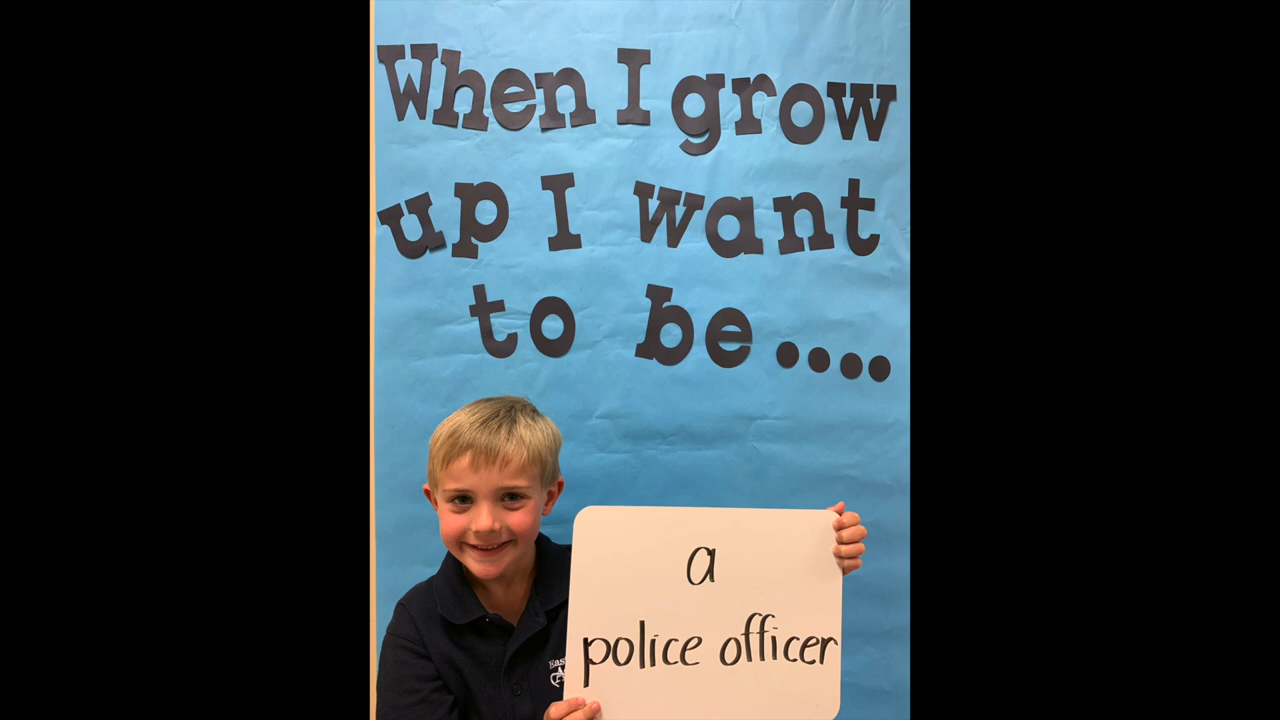 When I grow
up I want
to be....
a
police officer